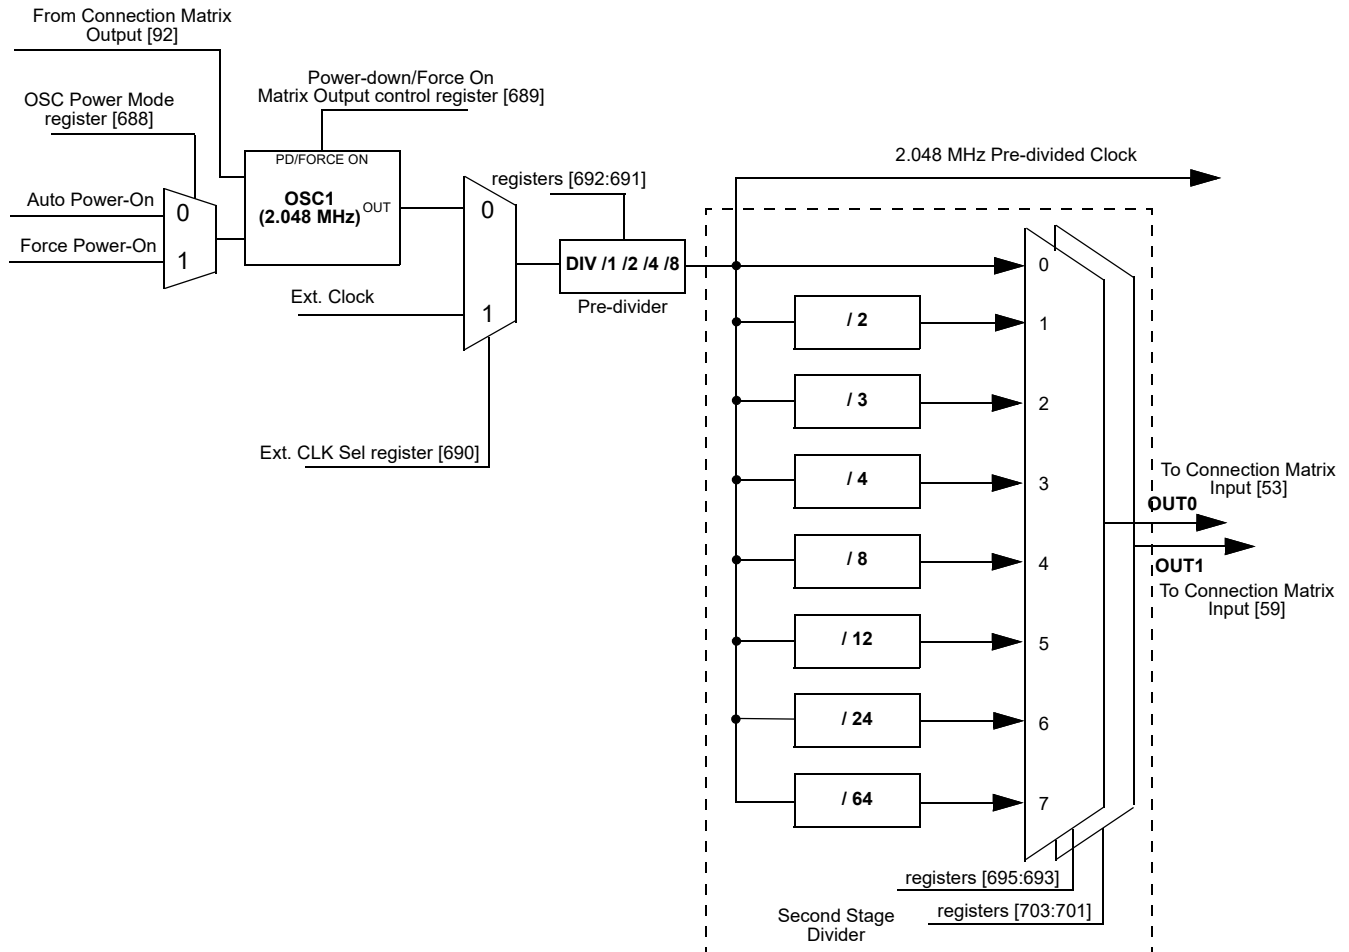 From Connection Matrix
Output [92]
Power-down/Force On
Matrix Output control register [689]
OSC Power Mode
register [688]
PD/FORCE ON
OSC1
(2.048 MHz)
OUT
Auto Power-On
Force Power-On
0
1
0
1
Ext. Clock
Ext. CLK Sel register [690]
registers [692:691]
DIV /1 /2 /4 /8
Pre-divider
2.048 MHz Pre-divided Clock
0
/ 2
1
/ 3
2
/ 4
3
/ 8
4
/ 12
5
/ 24
6
/ 64
7
To Connection Matrix
Input [53]
OUT0
OUT1
To Connection Matrix
Input [59]
registers [695:693]
registers [703:701]
Second Stage
Divider